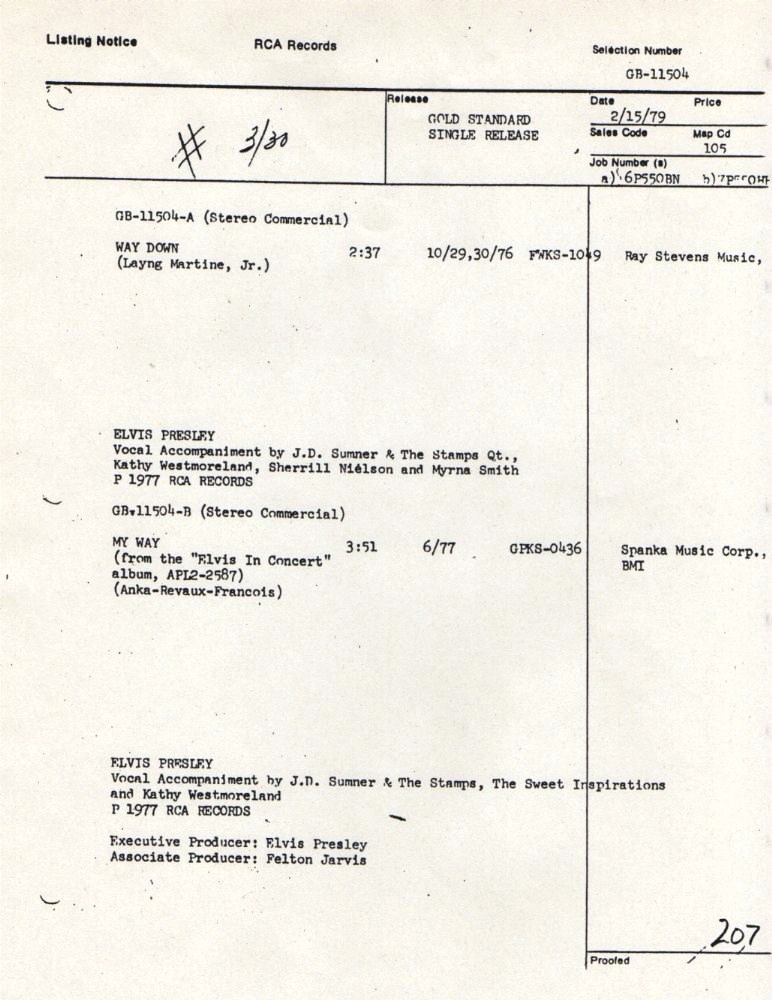 Listing Notice
RCA Records
Selection Number
GB-11504
Release
GOLD STANDARD
SINGLE RELEASE
Date
2/15/79
Price
Sales Code
Map Cd
105
Job Number (s)
a) 6P550BN b)
# 3/30
GB-11504-A (Stereo Commercial)
WAY DOWN 2:37 10/29,30/76 FWKS-1049 Ray Stevens Music,
(Layng Martine, Jr.)
ELVIS PRESLEY
Vocal Accompaniment by J.D. Sumner & The Stamps Qt.,
Kathy Westmoreland, Sherrill Nielson and Myrna Smith
P 1977 RCA RECORDS
GB-11504-B (Stereo Commercial)
MY WAY 3:51 6/77 GPKS-0436 Spanka Music Corp.,
(from the "Elvis In Concert" BMI
album, APL2-2587)
(Anka-Revaux-Francois)
ELVIS PRESLEY
Vocal Accompaniment by J.D. Sumner & The Stamps, The Sweet Inspirations
and Kathy Westmoreland
P 1977 RCA RECORDS
Executive Producer: Elvis Presley
Associate Producer: Felton Jarvis
207
Proofed